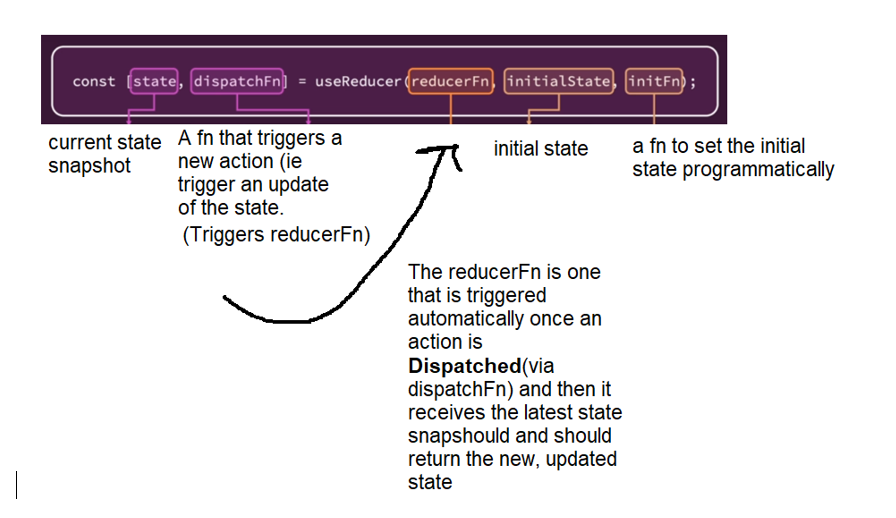 const [state, dispatchFn] = useReducer(reducerFn, initialState, initFn);
current state
snapshot
A fn that triggers a
new action (ie
trigger an update
of the state.
(Triggers reducerFn)
initial state
a fn to set the initial
state programmatically
The reducerFn is one
that is triggered
automatically once an
action is
Dispatched(via
dispatchFn) and then it
receives the latest state
snapshould and should
return the new, updated
state